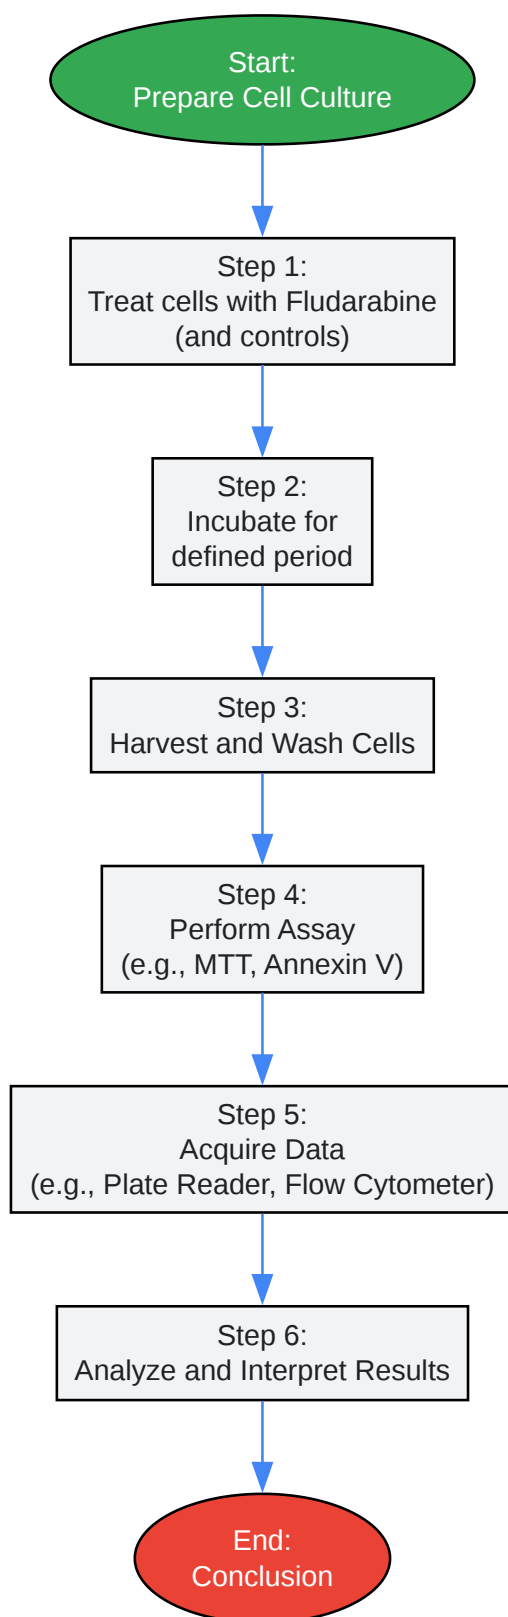 Start:
Prepare Cell Culture
Step 1:
Treat cells with Fludarabine
(and controls)
Step 2:
Incubate for
defined period
Step 3:
Harvest and Wash Cells
Step 4:
Perform Assay
(e.g., MTT, Annexin V)
Step 5:
Acquire Data
(e.g., Plate Reader, Flow Cytometer)
Step 6:
Analyze and Interpret Results
End:
Conclusion